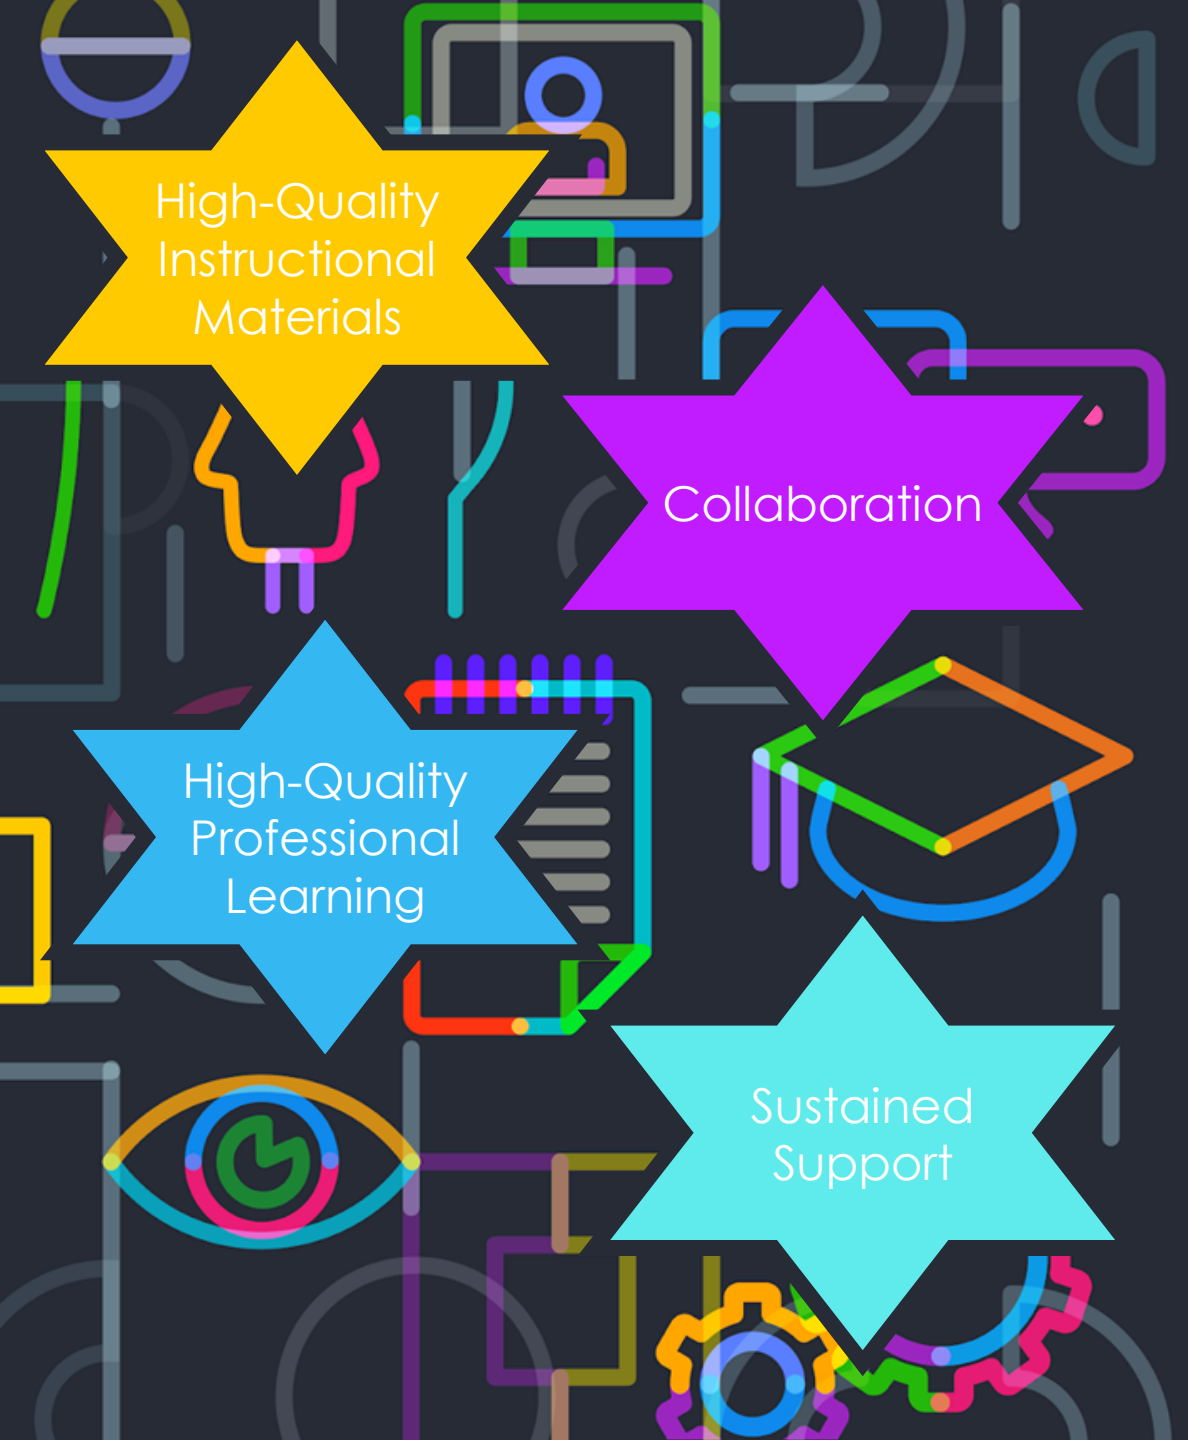 High-Quality
Instructional
Materials
Collaboration
High-Quality
Professional
Learning
Sustained
Support